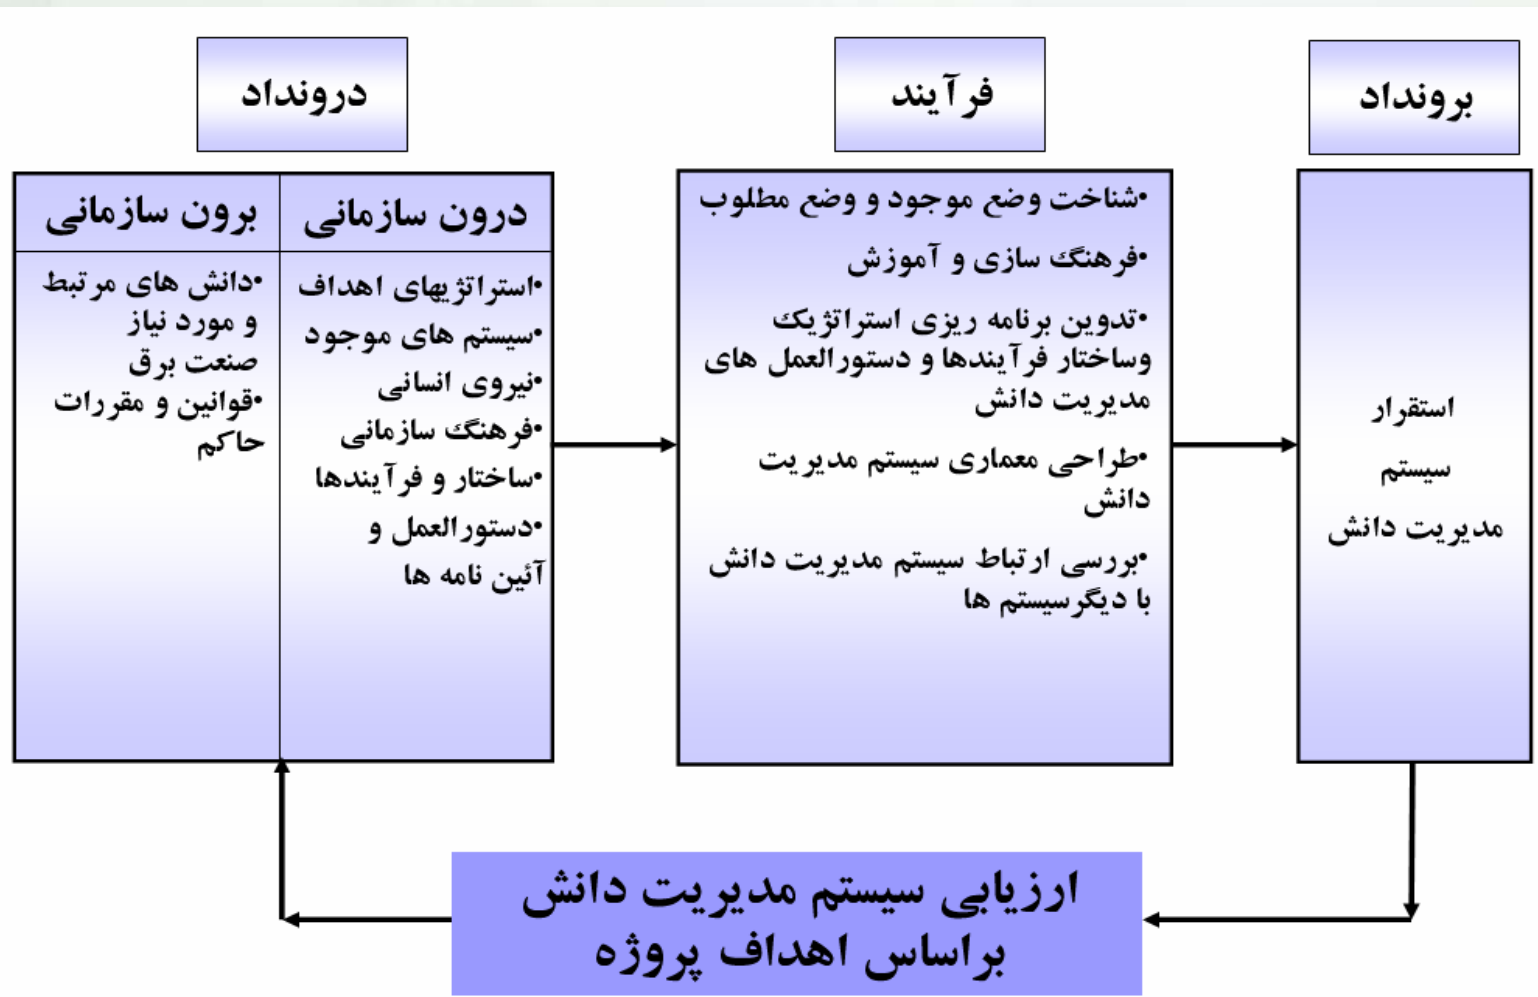 درونداد
برون سازمانی
•دانش های مرتبط
و مورد نیاز
صنعت برق
•قوانین و مقررات
حاکم
درون سازمانی
•استراتژیهای اهداف
•سیستم های موجود
•نیروی انسانی
•فرهنگ سازمانی
•ساختار و فرآیندها
•دستورالعمل و
آئین نامه ها
فرآیند
•شناخت وضع موجود و وضع مطلوب
•فرهنگ سازی و آموزش
•تدوین برنامه ریزی استراتژیک
وساختار فرآیندها و دستورالعمل های
مدیریت دانش
•طراحی معماری سیستم مدیریت
دانش
•بررسی ارتباط سیستم مدیریت دانش
با دیگرسیستم ها
برونداد
استقرار
سیستم
مدیریت دانش
ارزیابی سیستم مدیریت دانش
براساس اهداف پروژه